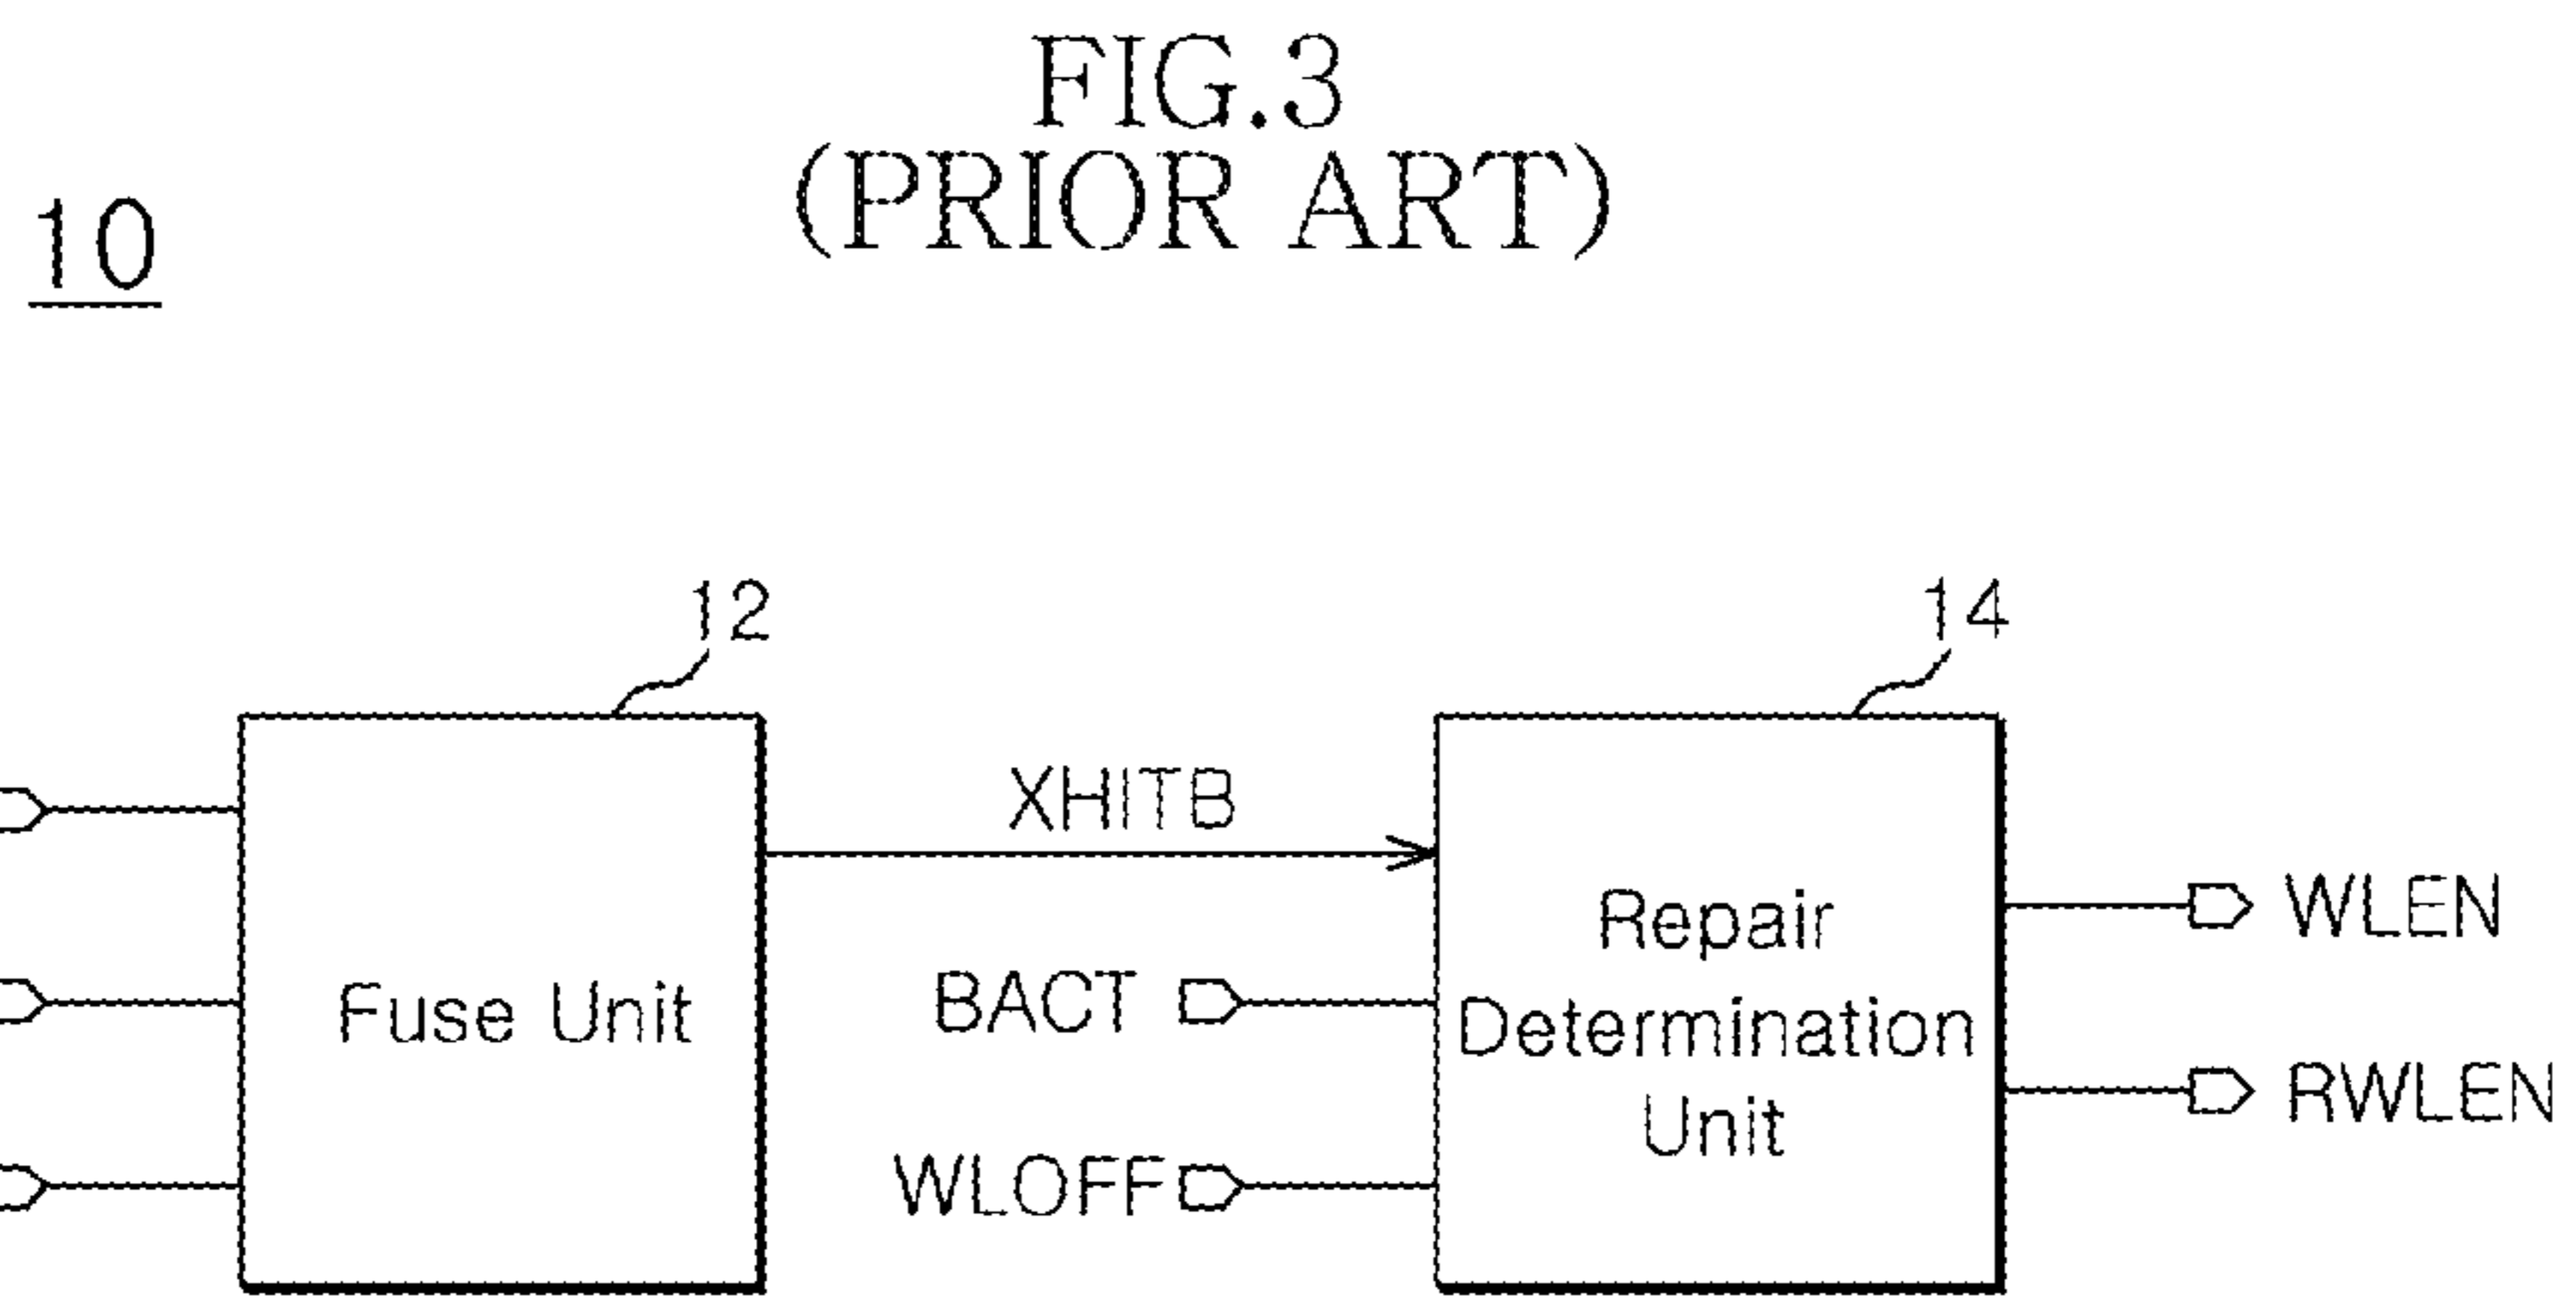 FIG.3
(PRIOR ART)
10
12
14
XHITB
Fuse Unit
BACT
WLOFF
Repair
Determination
Unit
WLEN
RWLEN